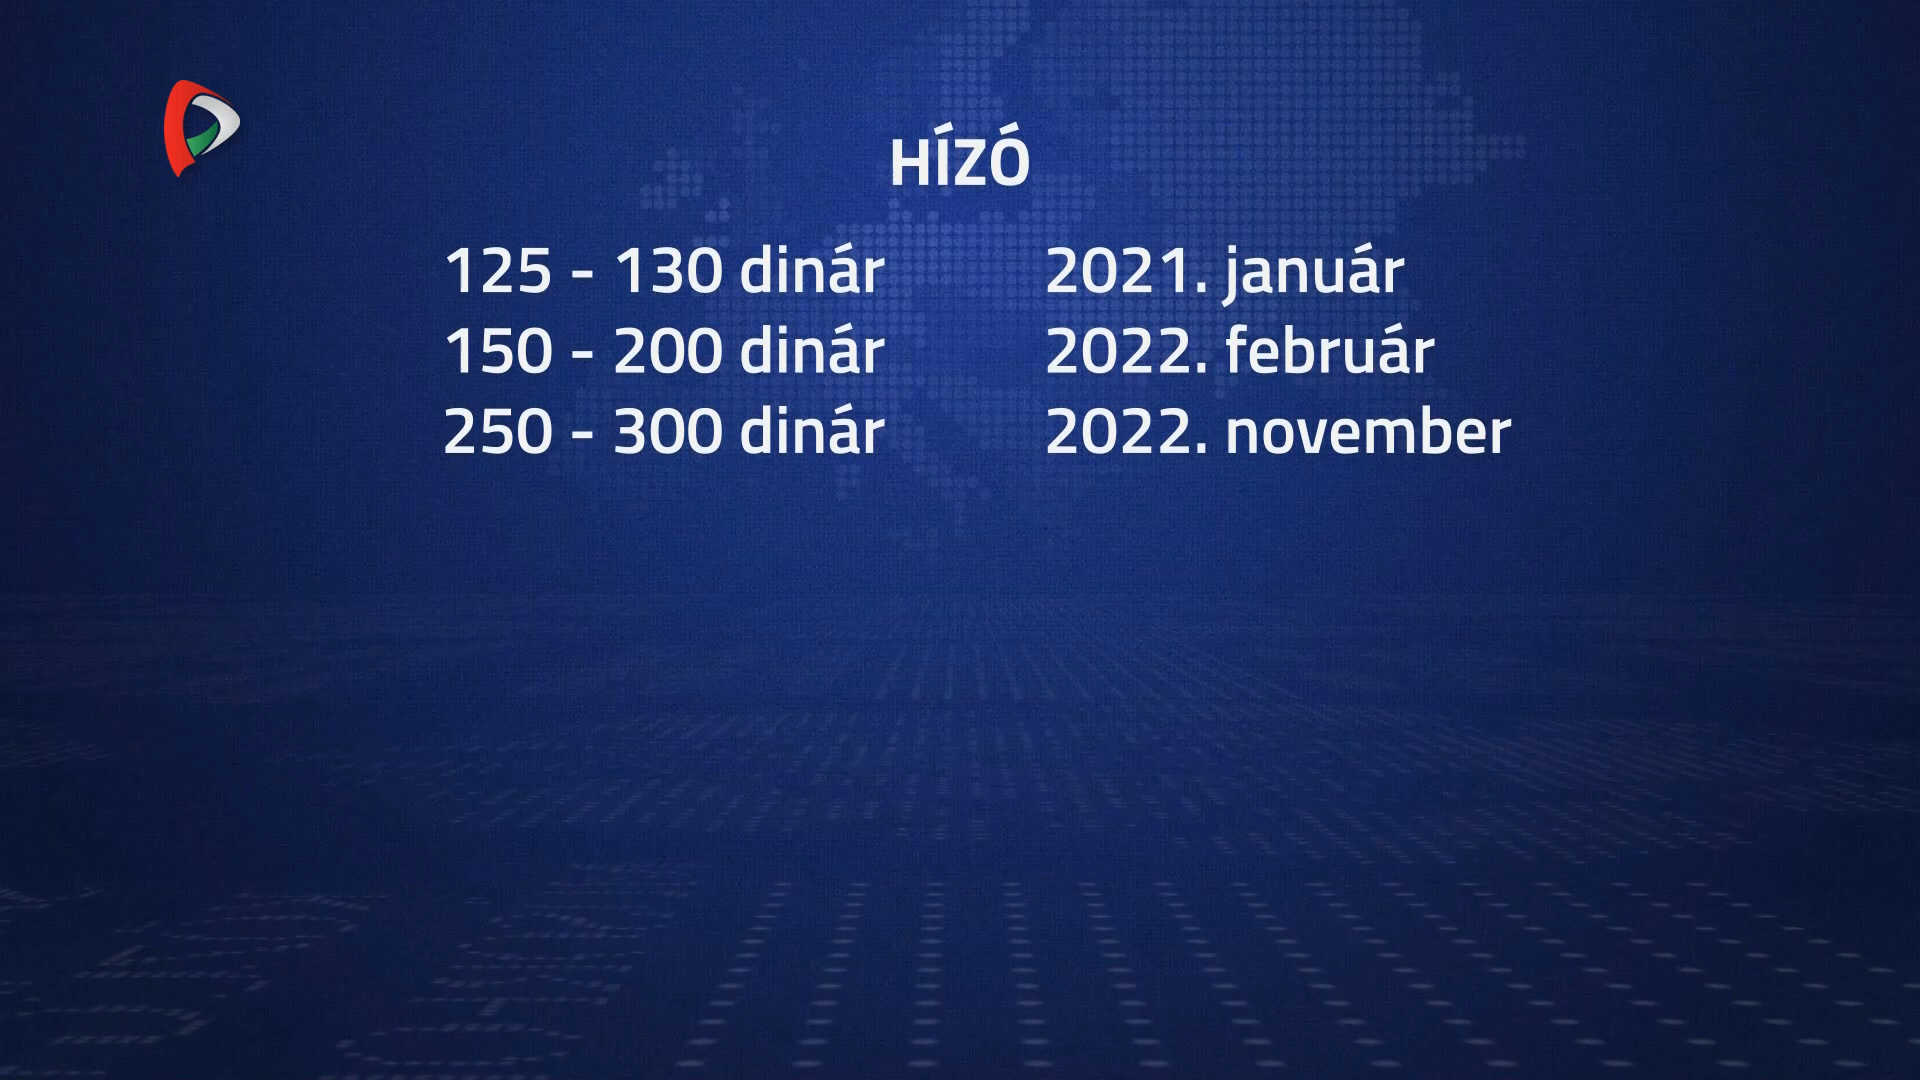 HÍZÓ
125 - 130 dinár 2021. január
150 - 200 dinár 2022. február
250 - 300 dinár 2022. november